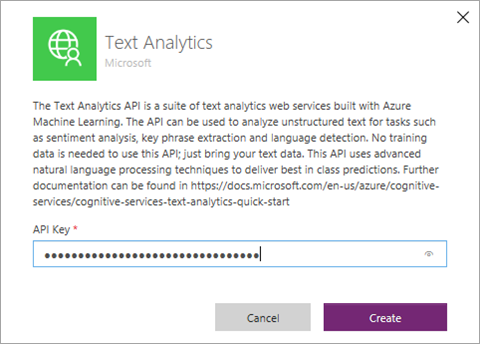 Text Analytics
Microsoft
The Text Analytics API is a suite of text analytics web services built with Azure
Machine Learning. The API can be used to analyze unstructured text for tasks such
as sentiment analysis, key phrase extraction and language detection. No training
data is needed to use this API; just bring your text data. This API uses advanced
natural language processing techniques to deliver best in class predictions. Further
documentation can be found in https://docs.microsoft.com/en-us/azure/cognitive-
services/cognitive-services-text-analytics-quick-start
API Key *
••••••••••••••••••••••••••••••••
Cancel
Create